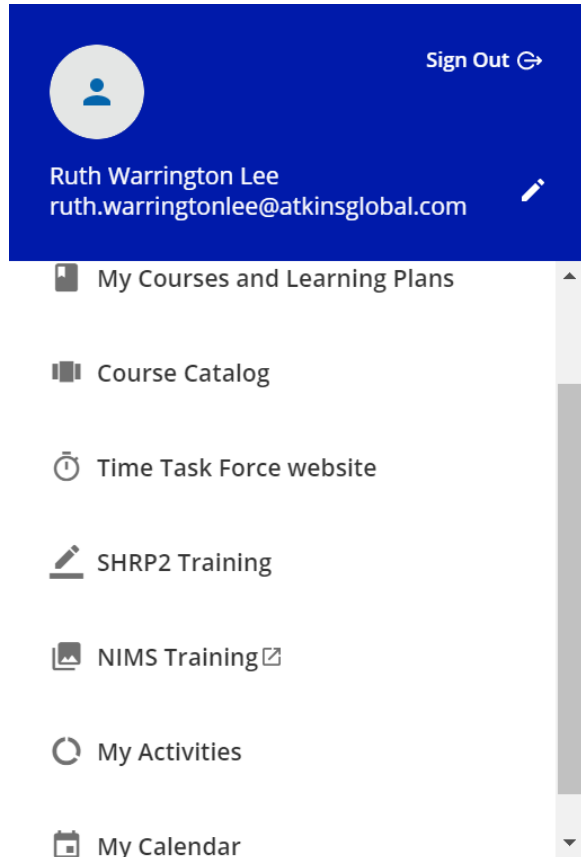 Sign Out
Ruth Warrington Lee
ruth.warringtonlee@atkinsglobal.com
My Courses and Learning Plans
Course Catalog
Time Task Force website
SHRP2 Training
NIMS Training
My Activities
My Calendar